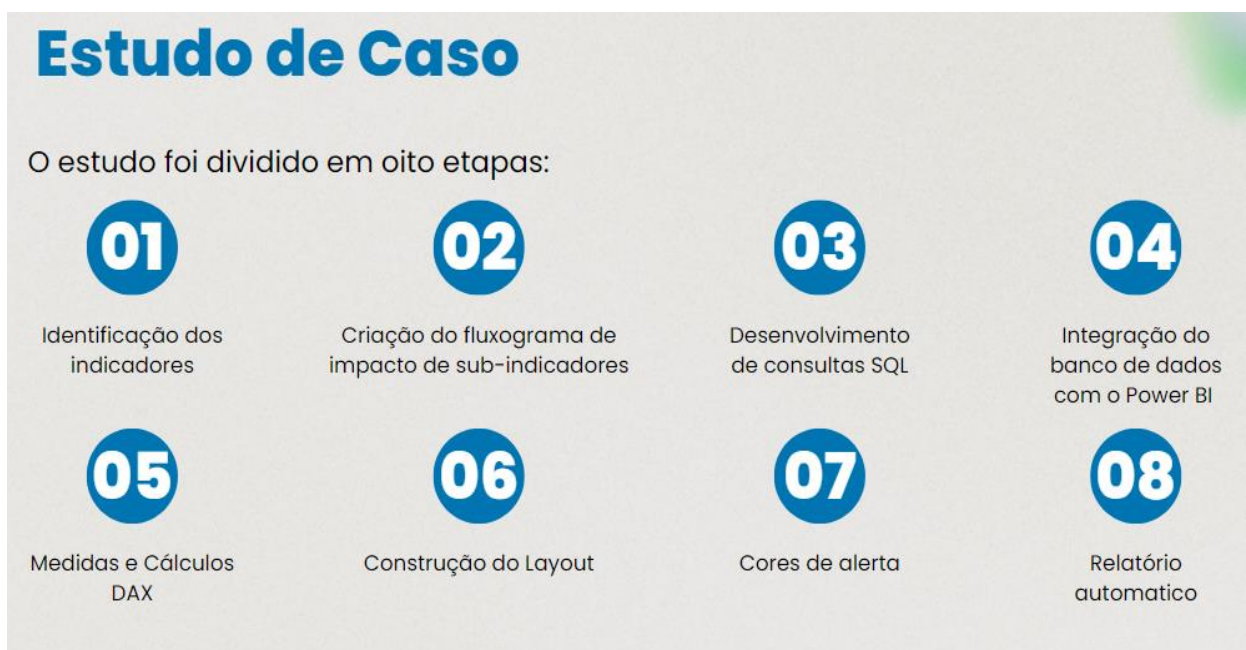 Estudo de Caso
O estudo foi dividido em oito etapas:
01
02
03
04
Identificação dos
indicadores
Criação do fluxograma de
impacto de sub-indicadores
Desenvolvimento
de consultas SQL
Integração do
banco de dados
com o Power BI
05
06
07
08
Medidas e Cálculos
DAX
Construção do Layout
Cores de alerta
Relatório
automatico